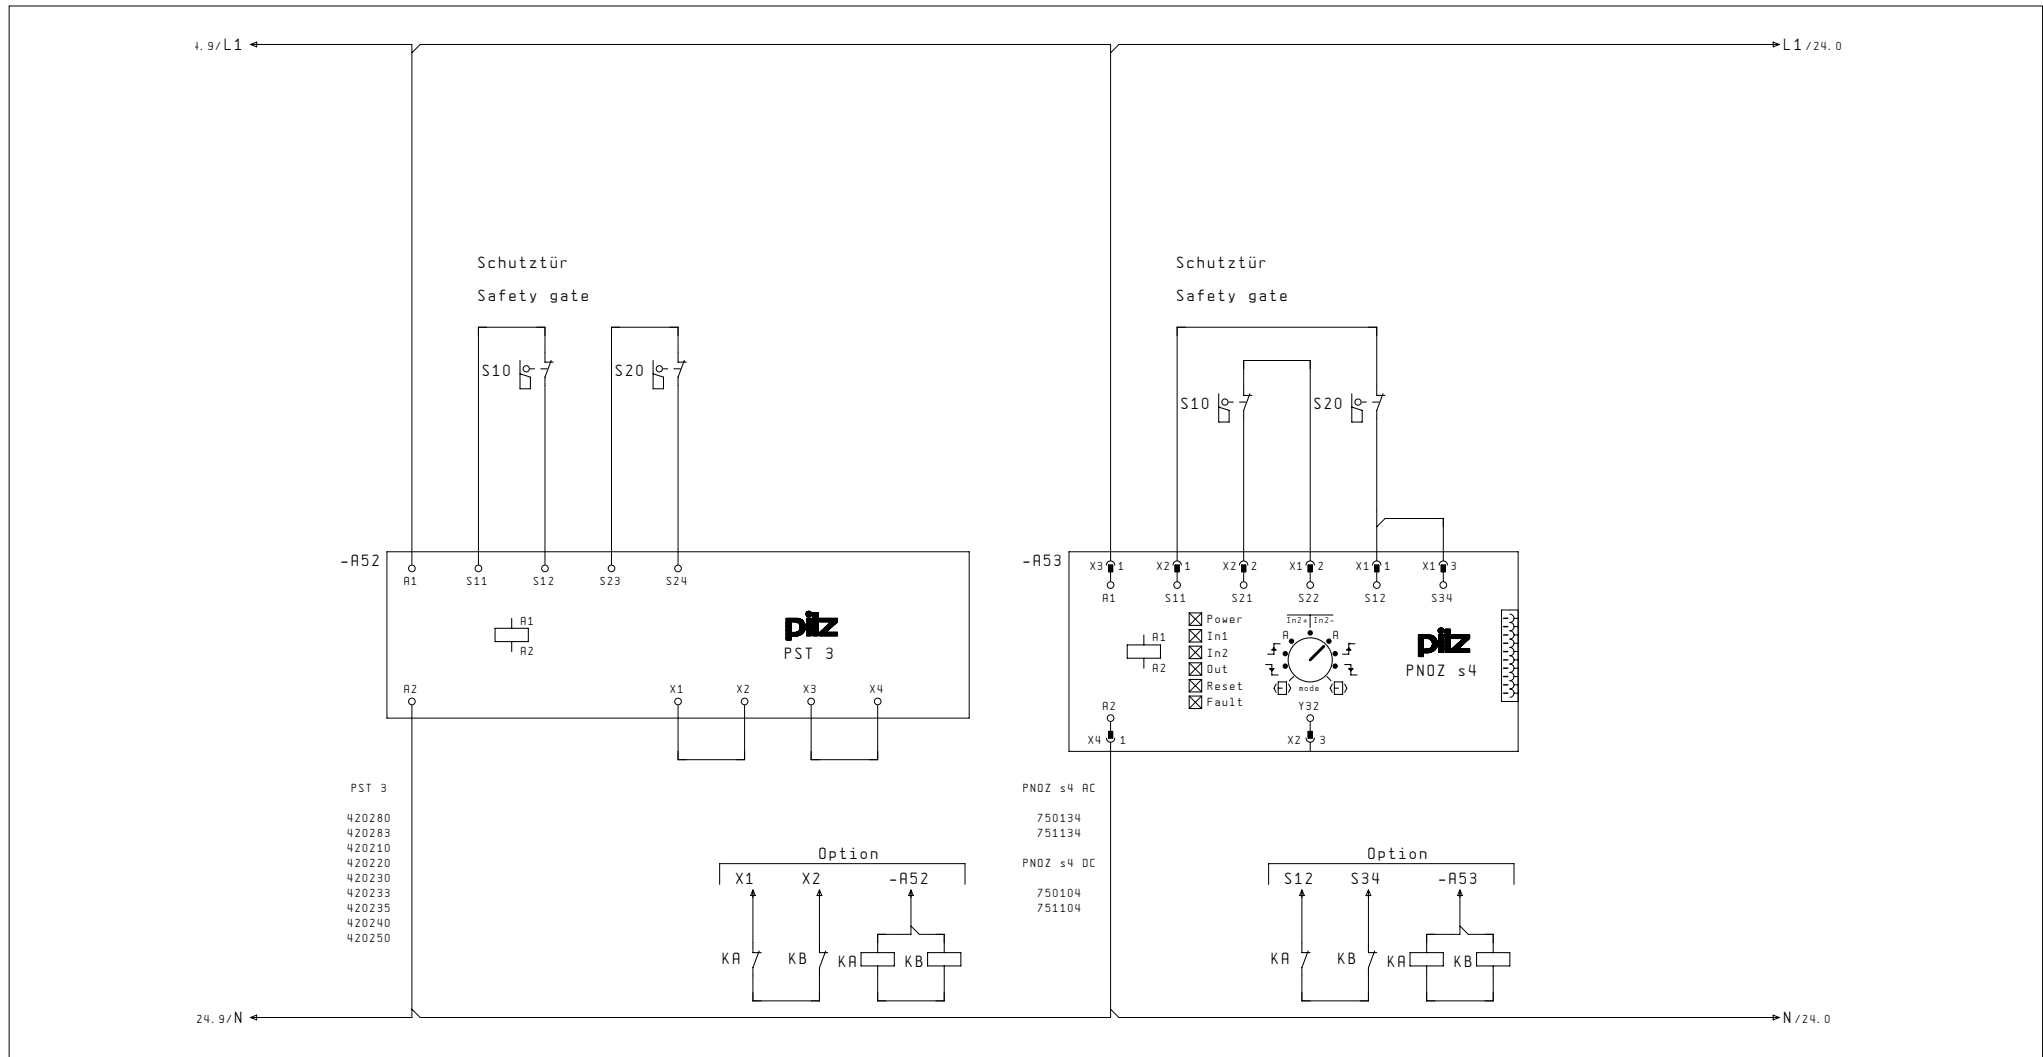 4.9/L1
L1/24.0
Schutztür
Safety gate
S10 S20
-A52
A1 S11 S12 S23 S24
A1
A2
pilz
PST 3
A2 X1 X2 X3 X4
Schutztür
Safety gate
S10 S20
-A53
X3 1 X2 1 X2 2 X1 2 X1 1 X1 3
A1 S11 S21 S22 S12 S34
A1
A2
Power
In1
In2
Out
Reset
Fault
In2+ In2-
A A
mode
pilz
PNOZ s4
A2 Y32
X4 1 X2 3
PST 3
420280
420283
420210
420220
420230
420233
420235
420240
420250
Option
X1 X2 -A52
KA KB KA KB
PNOZ s4 AC
750134
751134
PNOZ s4 DC
750104
751104
Option
S12 S34 -A53
KA KB KA KB
24.9/N
N/24.0